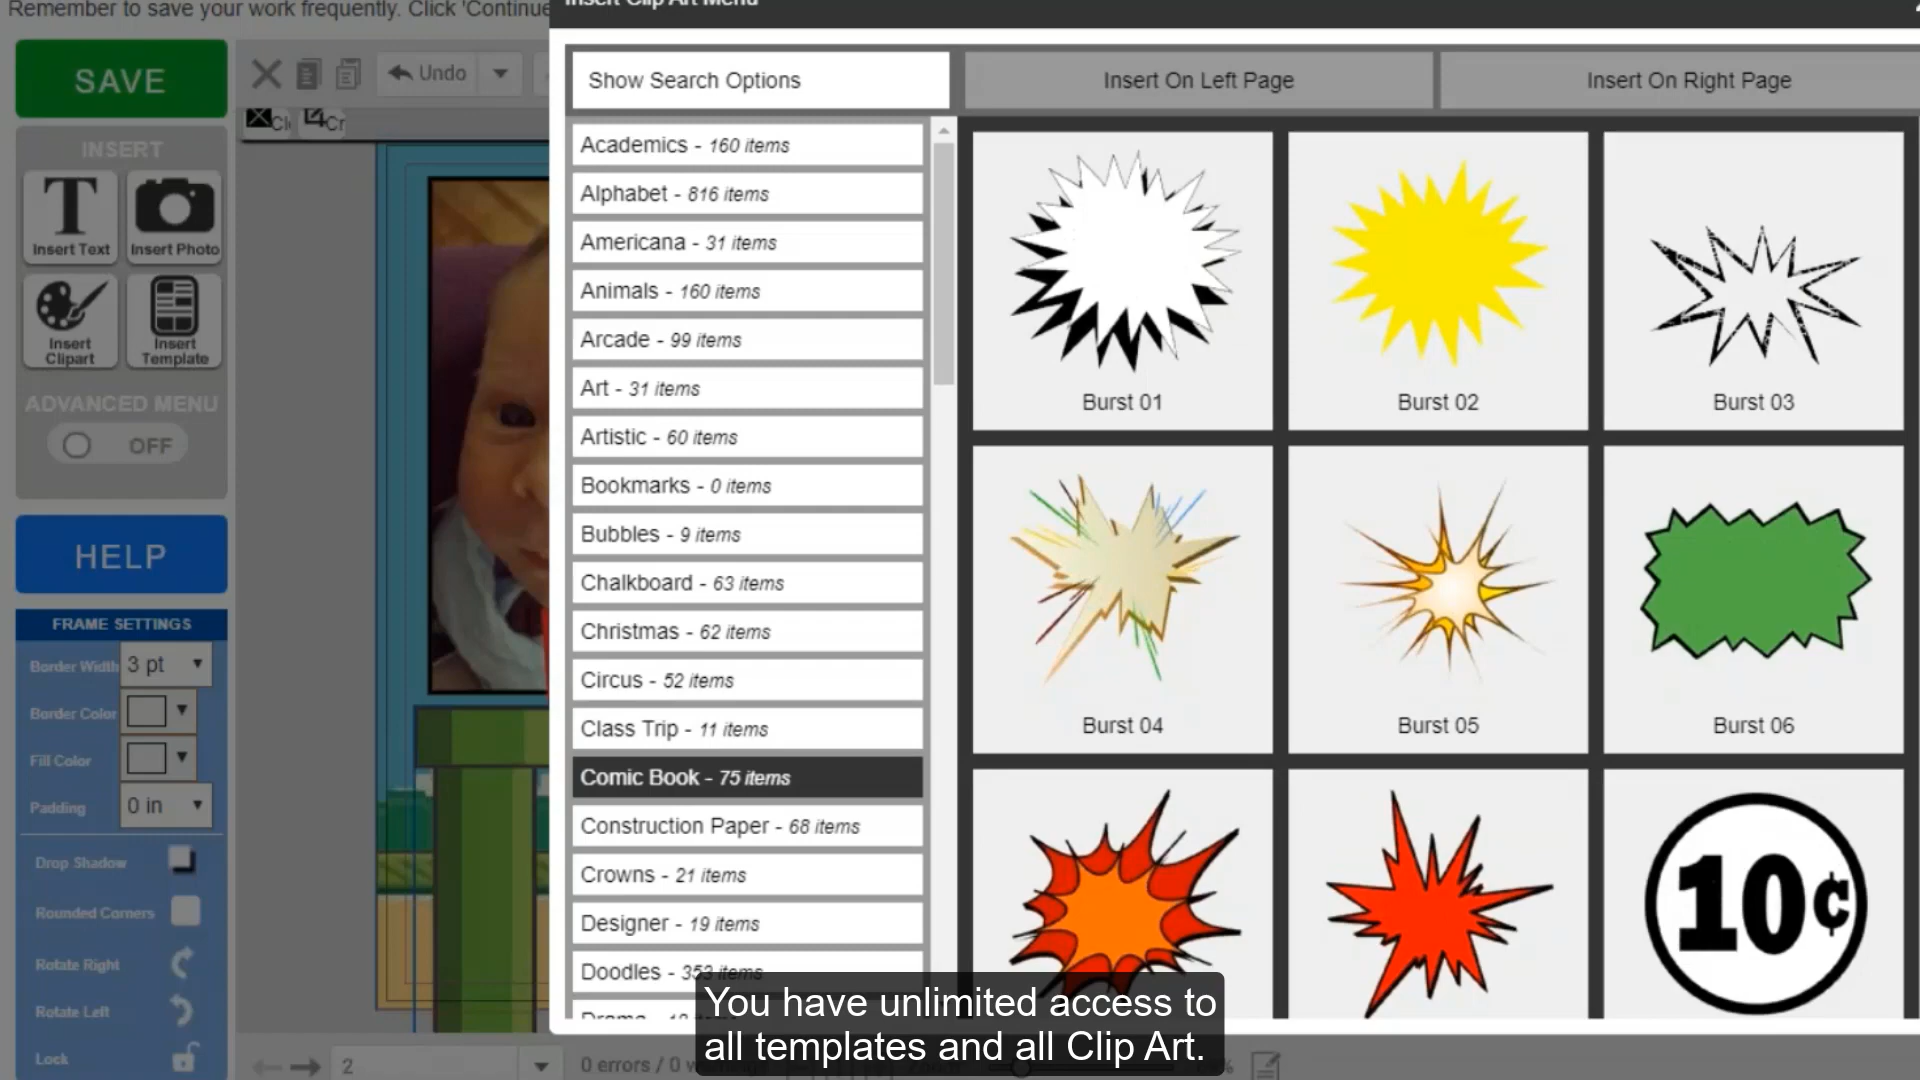 Remember to save your work frequently. Click 'Continue
Insert Clip Art Menu
SAVE
Undo
Show Search Options
Insert On Left Page
Insert On Right Page
Cr
INSERT
Insert Text
Insert Photo
Insert
Clipart
Insert
Template
ADVANCED MENU
OFF
HELP
FRAME SETTINGS
Border Width
3 pt
Border Color
Fill Color
Padding
0 in
Drop Shadow
Rounded Corners
Rotate Right
Rotate Left
Lock
Academics - 160 items
Alphabet - 816 items
Americana - 31 items
Animals - 160 items
Arcade - 99 items
Art - 31 items
Artistic - 60 items
Bookmarks - 0 items
Bubbles - 9 items
Chalkboard - 63 items
Christmas - 62 items
Circus - 52 items
Class Trip - 11 items
Comic Book - 75 items
Construction Paper - 68 items
Crowns - 21 items
Designer - 19 items
Doodles - 353 items
Burst 01
Burst 02
Burst 03
Burst 04
Burst 05
Burst 06
10¢
You have unlimited access to
all templates and all Clip Art.
2
0 errors / 0